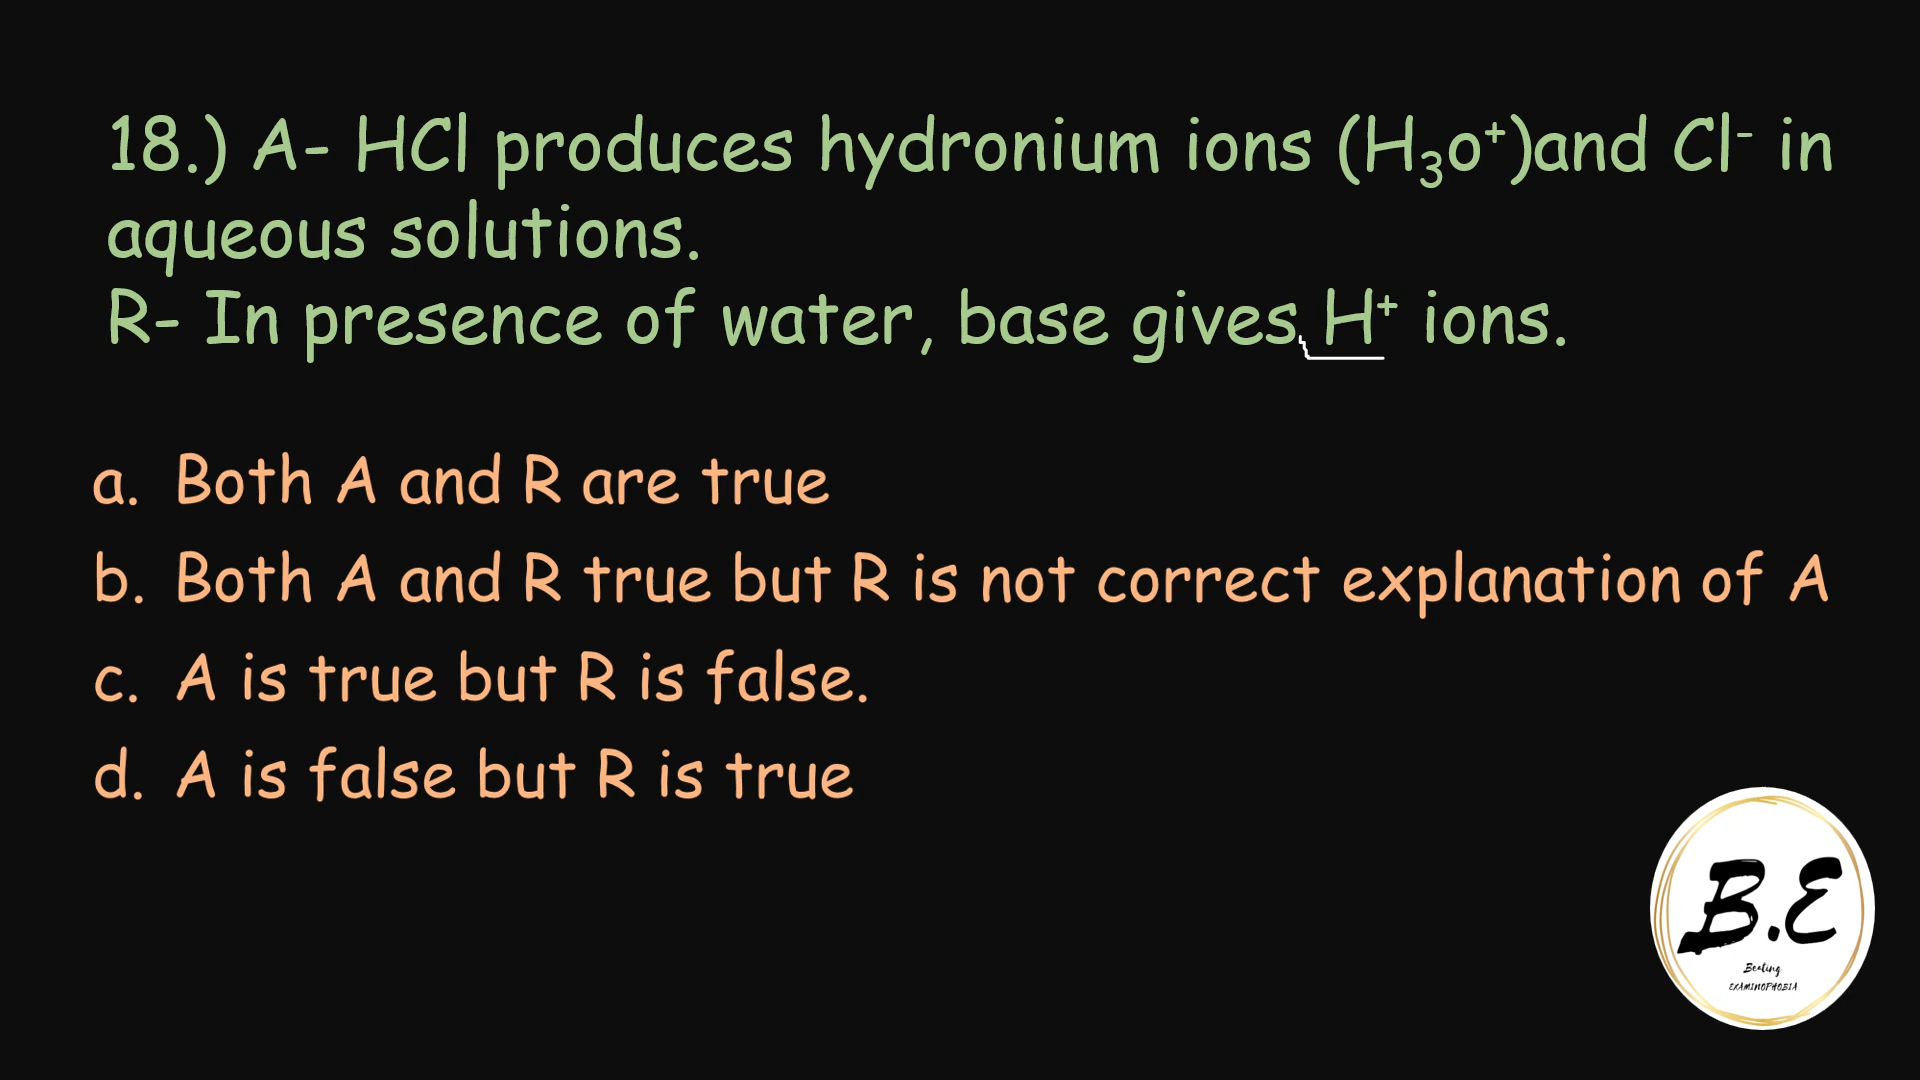 18.) A- HCl produces hydronium ions (H₃o⁺)and Cl⁻ in
aqueous solutions.
R- In presence of water, base gives H⁺ ions.
a. Both A and R are true
b. Both A and R true but R is not correct explanation of A
c. A is true but R is false.
d. A is false but R is true
B.E
Beating
EXAMINOPHOBIA